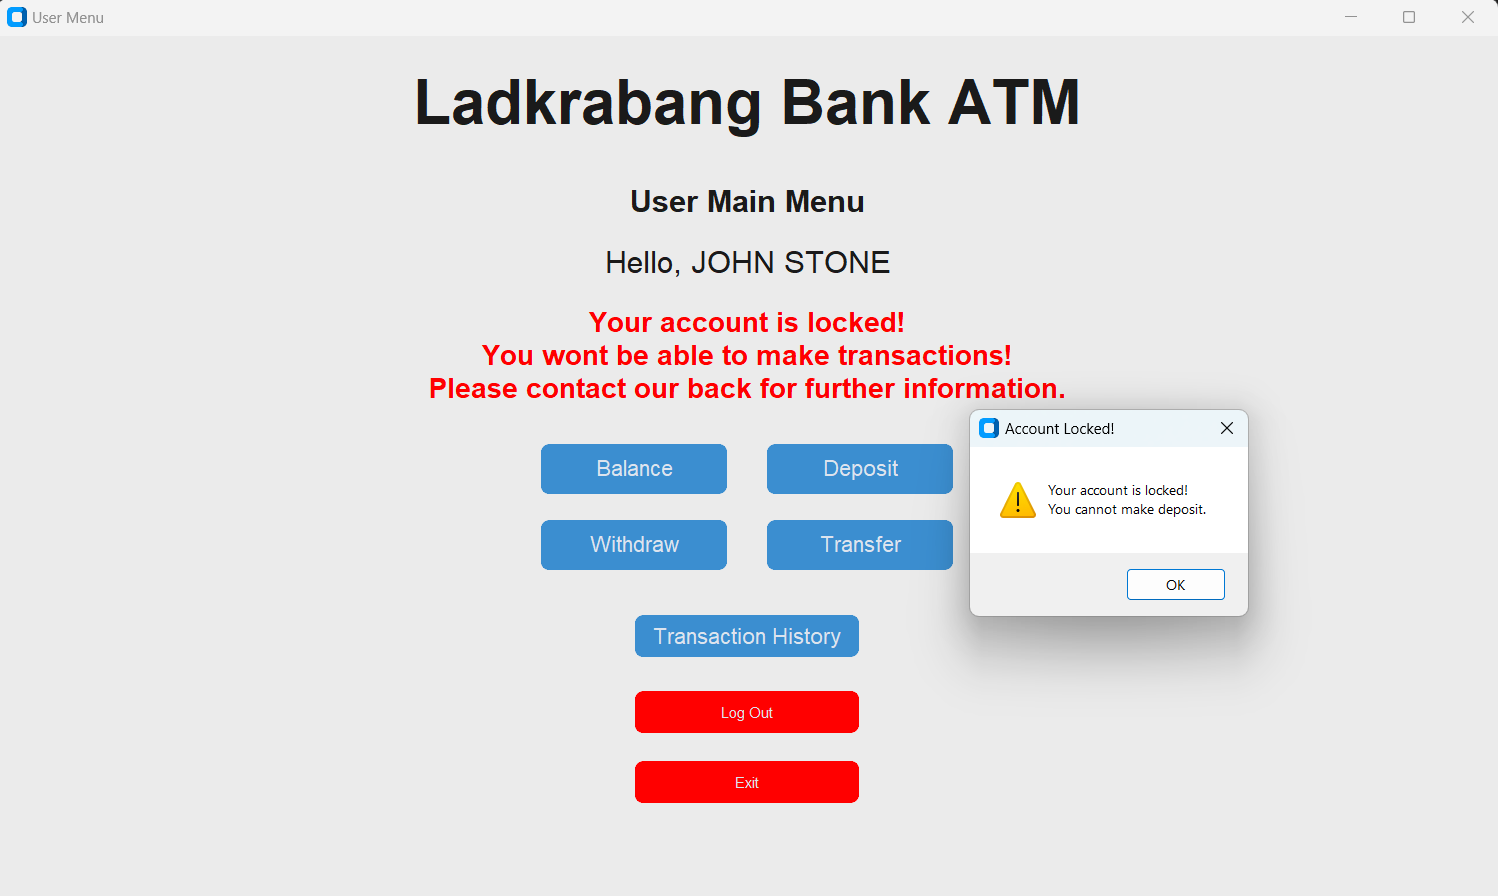 User Menu
Ladkrabang Bank ATM
User Main Menu
Hello, JOHN STONE
Your account is locked!
You wont be able to make transactions!
Please contact our back for further information.
Balance
Deposit
Withdraw
Transfer
Transaction History
Log Out
Exit
Account Locked!
Your account is locked!
You cannot make deposit.
OK